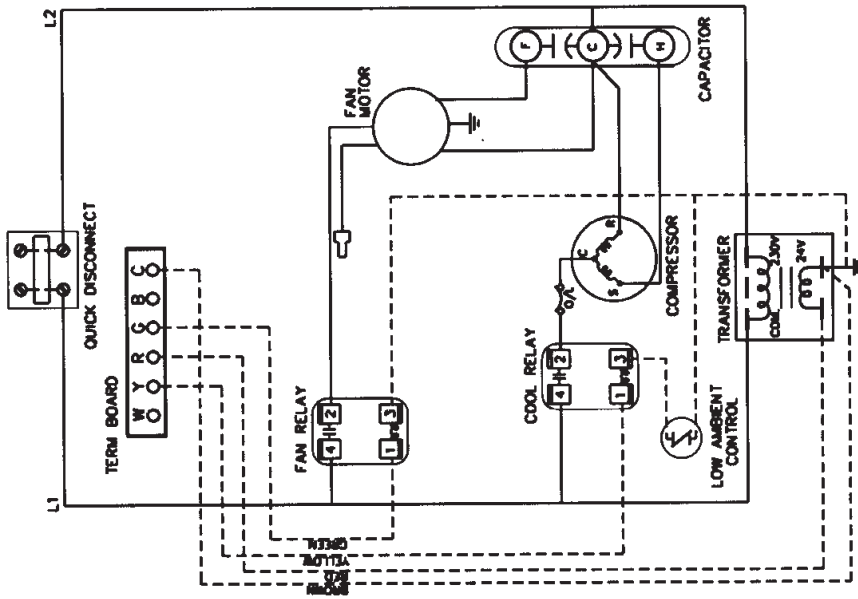 L2
L1
QUICK DISCONNECT
TERM BOARD
W Y R G B C
FAN MOTOR
F C H
CAPACITOR
FAN RELAY
4 2
1 3
COOL RELAY
4 2
1 3
O/L
C
S R
COMPRESSOR
LOW AMBIENT
CONTROL
TRANSFORMER
COM. 230V
24V
GREEN
YELLOW
RED
BROWN